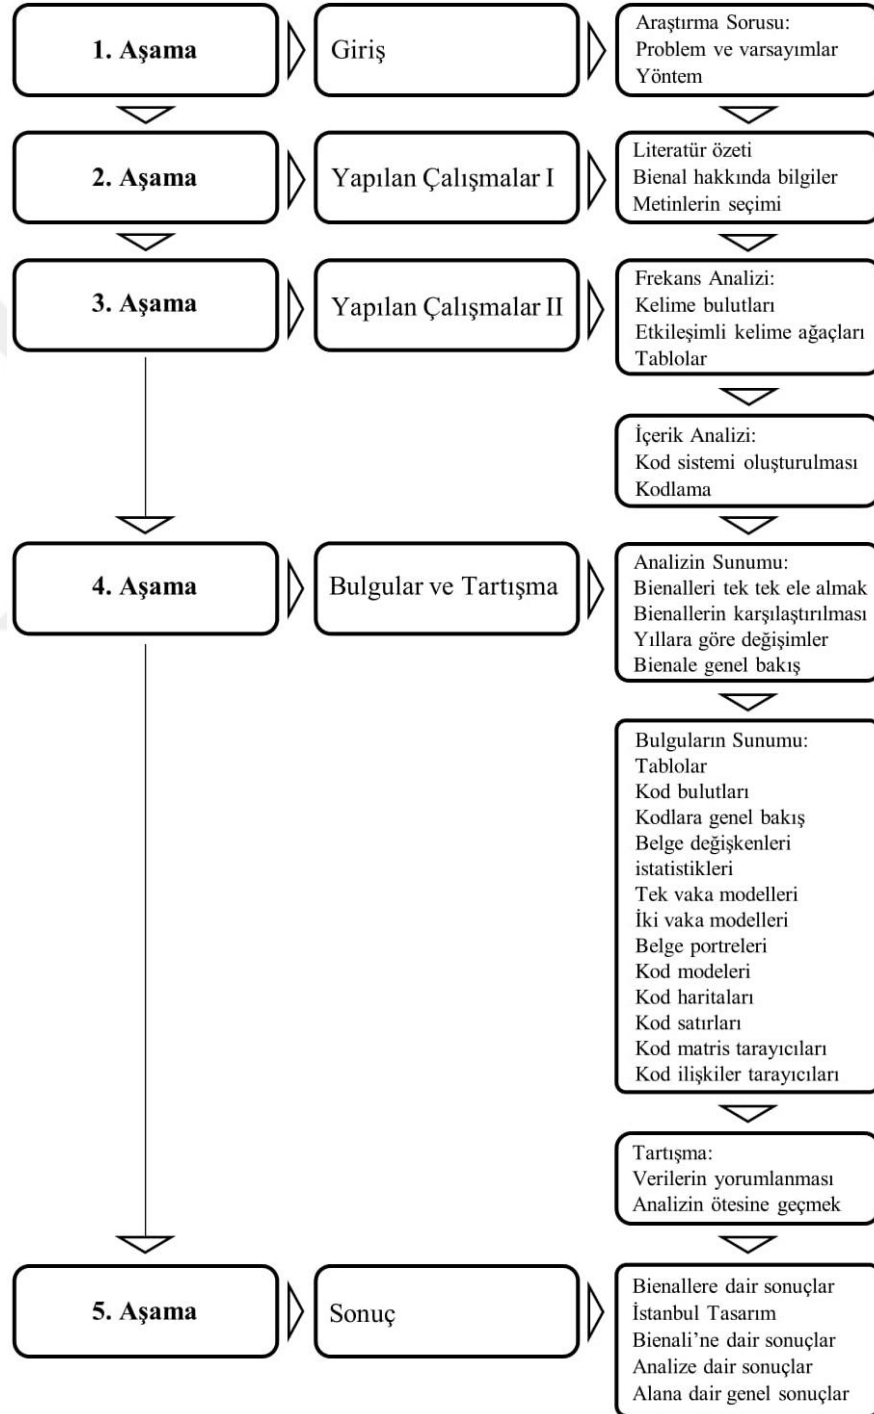 1. Aşama
Giriş
Araştırma Sorusu:
Problem ve varsayımlar
Yöntem
2. Aşama
Yapılan Çalışmalar I
Literatür özeti
Bienal hakkında bilgiler
Metinlerin seçimi
3. Aşama
Yapılan Çalışmalar II
Frekans Analizi:
Kelime bulutları
Etkileşimli kelime ağaçları
Tablolar
İçerik Analizi:
Kod sistemi oluşturulması
Kodlama
4. Aşama
Bulgular ve Tartışma
Analizin Sunumu:
Bienalleri tek tek ele almak
Bienallerin karşılaştırılması
Yıllara göre değişimler
Bienale genel bakış
Bulguların Sunumu:
Tablolar
Kod bulutları
Kodlara genel bakış
Belge değişkenleri
istatistikleri
Tek vaka modelleri
İki vaka modelleri
Belge portreleri
Kod modeleri
Kod haritaları
Kod satırları
Kod matris tarayıcıları
Kod ilişkiler tarayıcıları
Tartışma:
Verilerin yorumlanması
Analizin ötesine geçmek
5. Aşama
Sonuç
Bienallere dair sonuçlar
İstanbul Tasarım
Bienali’ne dair sonuçlar
Analize dair sonuçlar
Alana dair genel sonuçlar